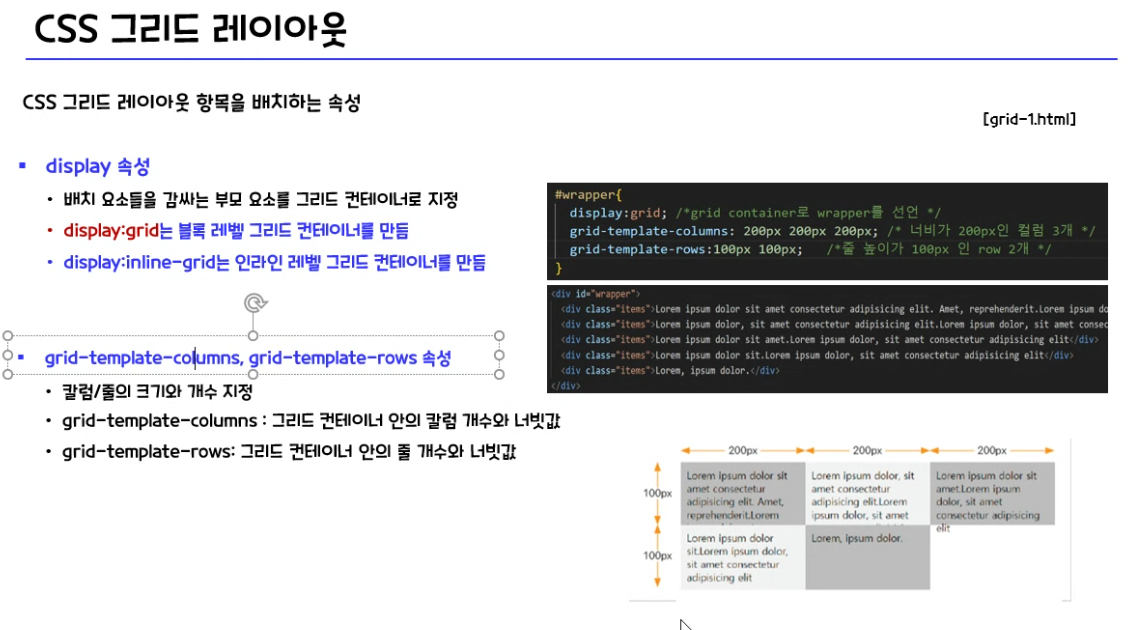 CSS 그리드 레이아웃
CSS 그리드 레이아웃 항목을 배치하는 속성
[grid-1.html]
▪ display 속성
• 배치 요소들을 감싸는 부모 요소를 그리드 컨테이너로 지정
• display:grid는 블록 레벨 그리드 컨테이너를 만듦
• display:inline-grid는 인라인 레벨 그리드 컨테이너를 만듦
▪ grid-template-columns, grid-template-rows 속성
• 칼럼/줄의 크기와 개수 지정
• grid-template-columns : 그리드 컨테이너 안의 칼럼 개수와 너빗값
• grid-template-rows: 그리드 컨테이너 안의 줄 개수와 너빗값
#wrapper{
display:grid; /*grid container로 wrapper를 선언 */
grid-template-columns: 200px 200px 200px; /* 너비가 200px인 컬럼 3개 */
grid-template-rows:100px 100px; /*줄 높이가 100px 인 row 2개 */
}
<div id="wrapper">
<div class="items">Lorem ipsum dolor sit amet consectetur adipisicing elit. Amet, reprehenderit.Lorem ipsum do
<div class="items">Lorem ipsum dolor, sit amet consectetur adipisicing elit.Lorem ipsum dolor, sit amet consec
<div class="items">Lorem ipsum dolor sit amet.Lorem ipsum dolor, sit amet consectetur adipisicing elit</div>
<div class="items">Lorem ipsum dolor sit.Lorem ipsum dolor, sit amet consectetur adipisicing elit</div>
<div class="items">Lorem, ipsum dolor.</div>
</div>
200px 200px 200px
100px
Lorem ipsum dolor sit
amet consectetur
adipisicing elit. Amet,
reprehenderit.Lorem
Lorem ipsum dolor, sit
amet consectetur
adipisicing elit.Lorem
ipsum dolor, sit amet
Lorem ipsum dolor sit
amet.Lorem ipsum
dolor, sit amet
consectetur adipisicing
elit
100px
Lorem ipsum dolor
sit.Lorem ipsum dolor,
sit amet consectetur
adipisicing elit
Lorem, ipsum dolor.